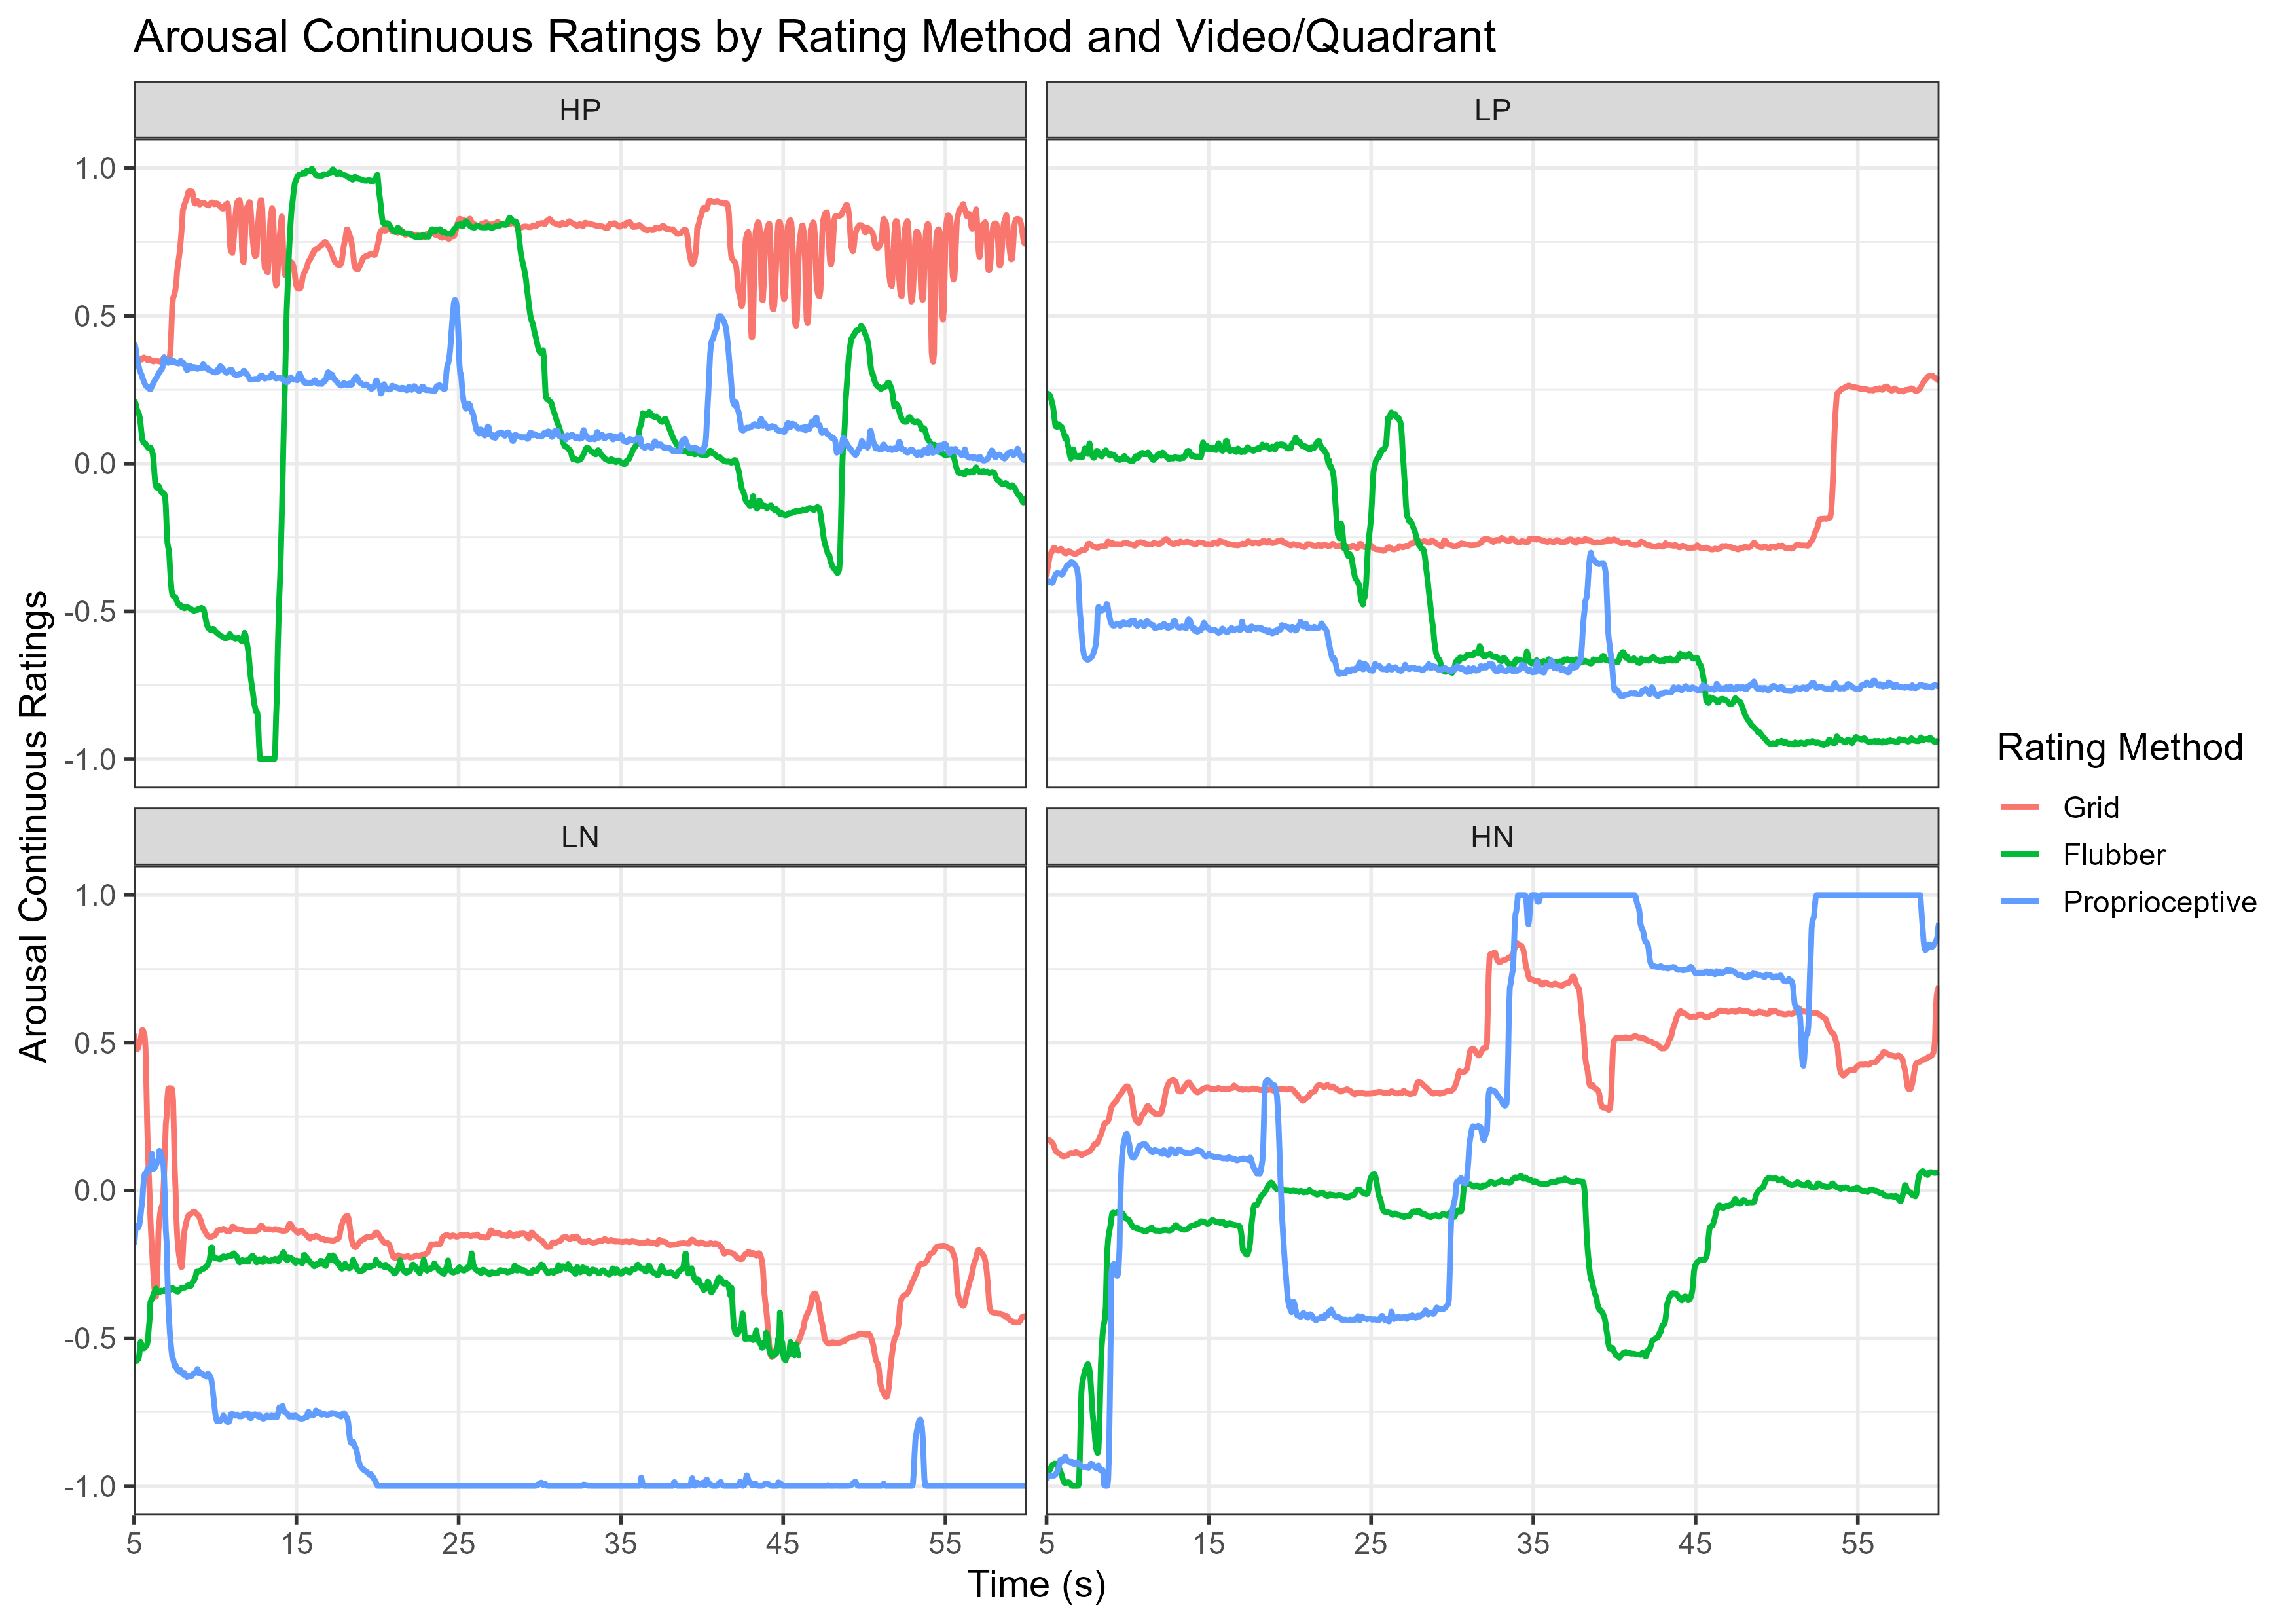 Arousal Continuous Ratings by Rating Method and Video/Quadrant
HP
LP
1.0
0.5
0.0
-0.5
-1.0
Arousal Continuous Ratings
LN
HN
1.0
0.5
0.0
-0.5
-1.0
5 15 25 35 45 55
5 15 25 35 45 55
Time (s)
Rating Method
Grid
Flubber
Proprioceptive